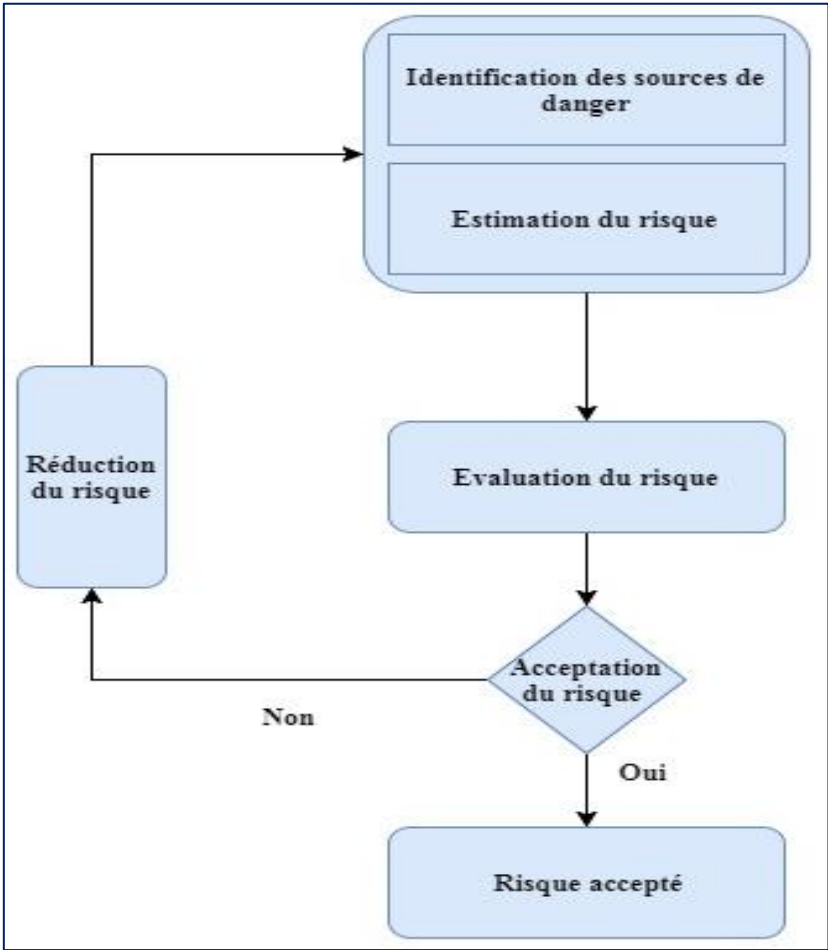 Identification des sources de
danger
Estimation du risque
Réduction
du risque
Evaluation du risque
Acceptation
du risque
Non
Oui
Risque accepté